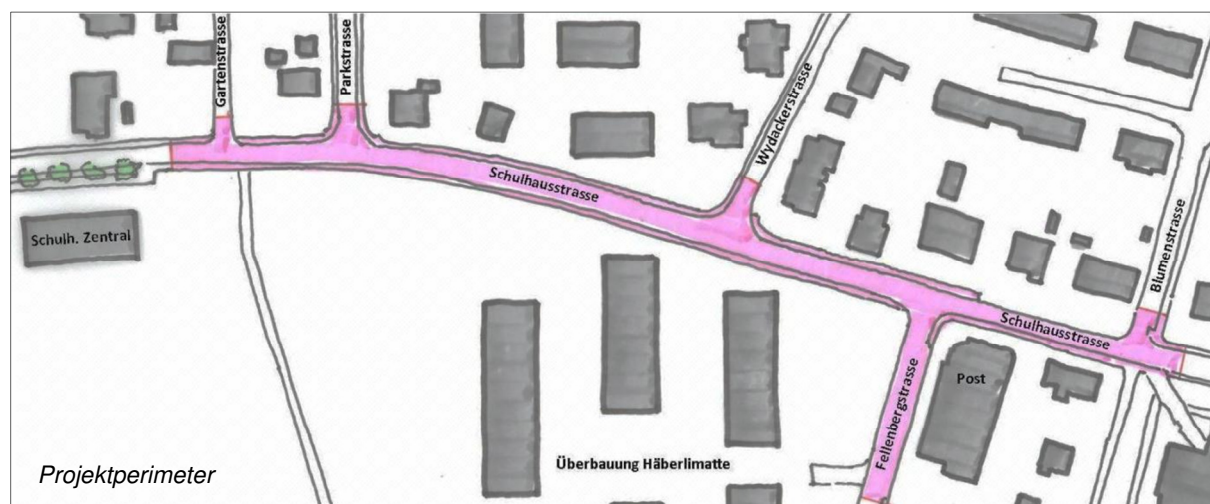 Gartenstrasse
Parkstrasse
Wydackerstrasse
Schulhausstrasse
Schulh. Zentral
Blumenstrasse
Schulhausstrasse
Post
Fellenbergstrasse
Überbauung Häberlimatte
Projektperimeter